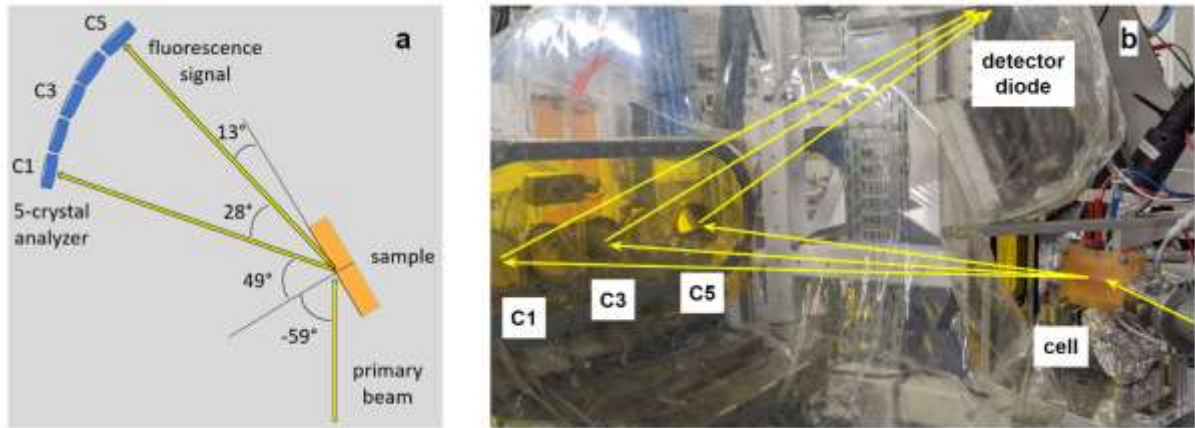 a
C5
fluorescence
signal
C3
13°
C1
28°
5-crystal
analyzer
sample
49°
-59°
primary
beam
b
detector
diode
C5
C3
C1
cell